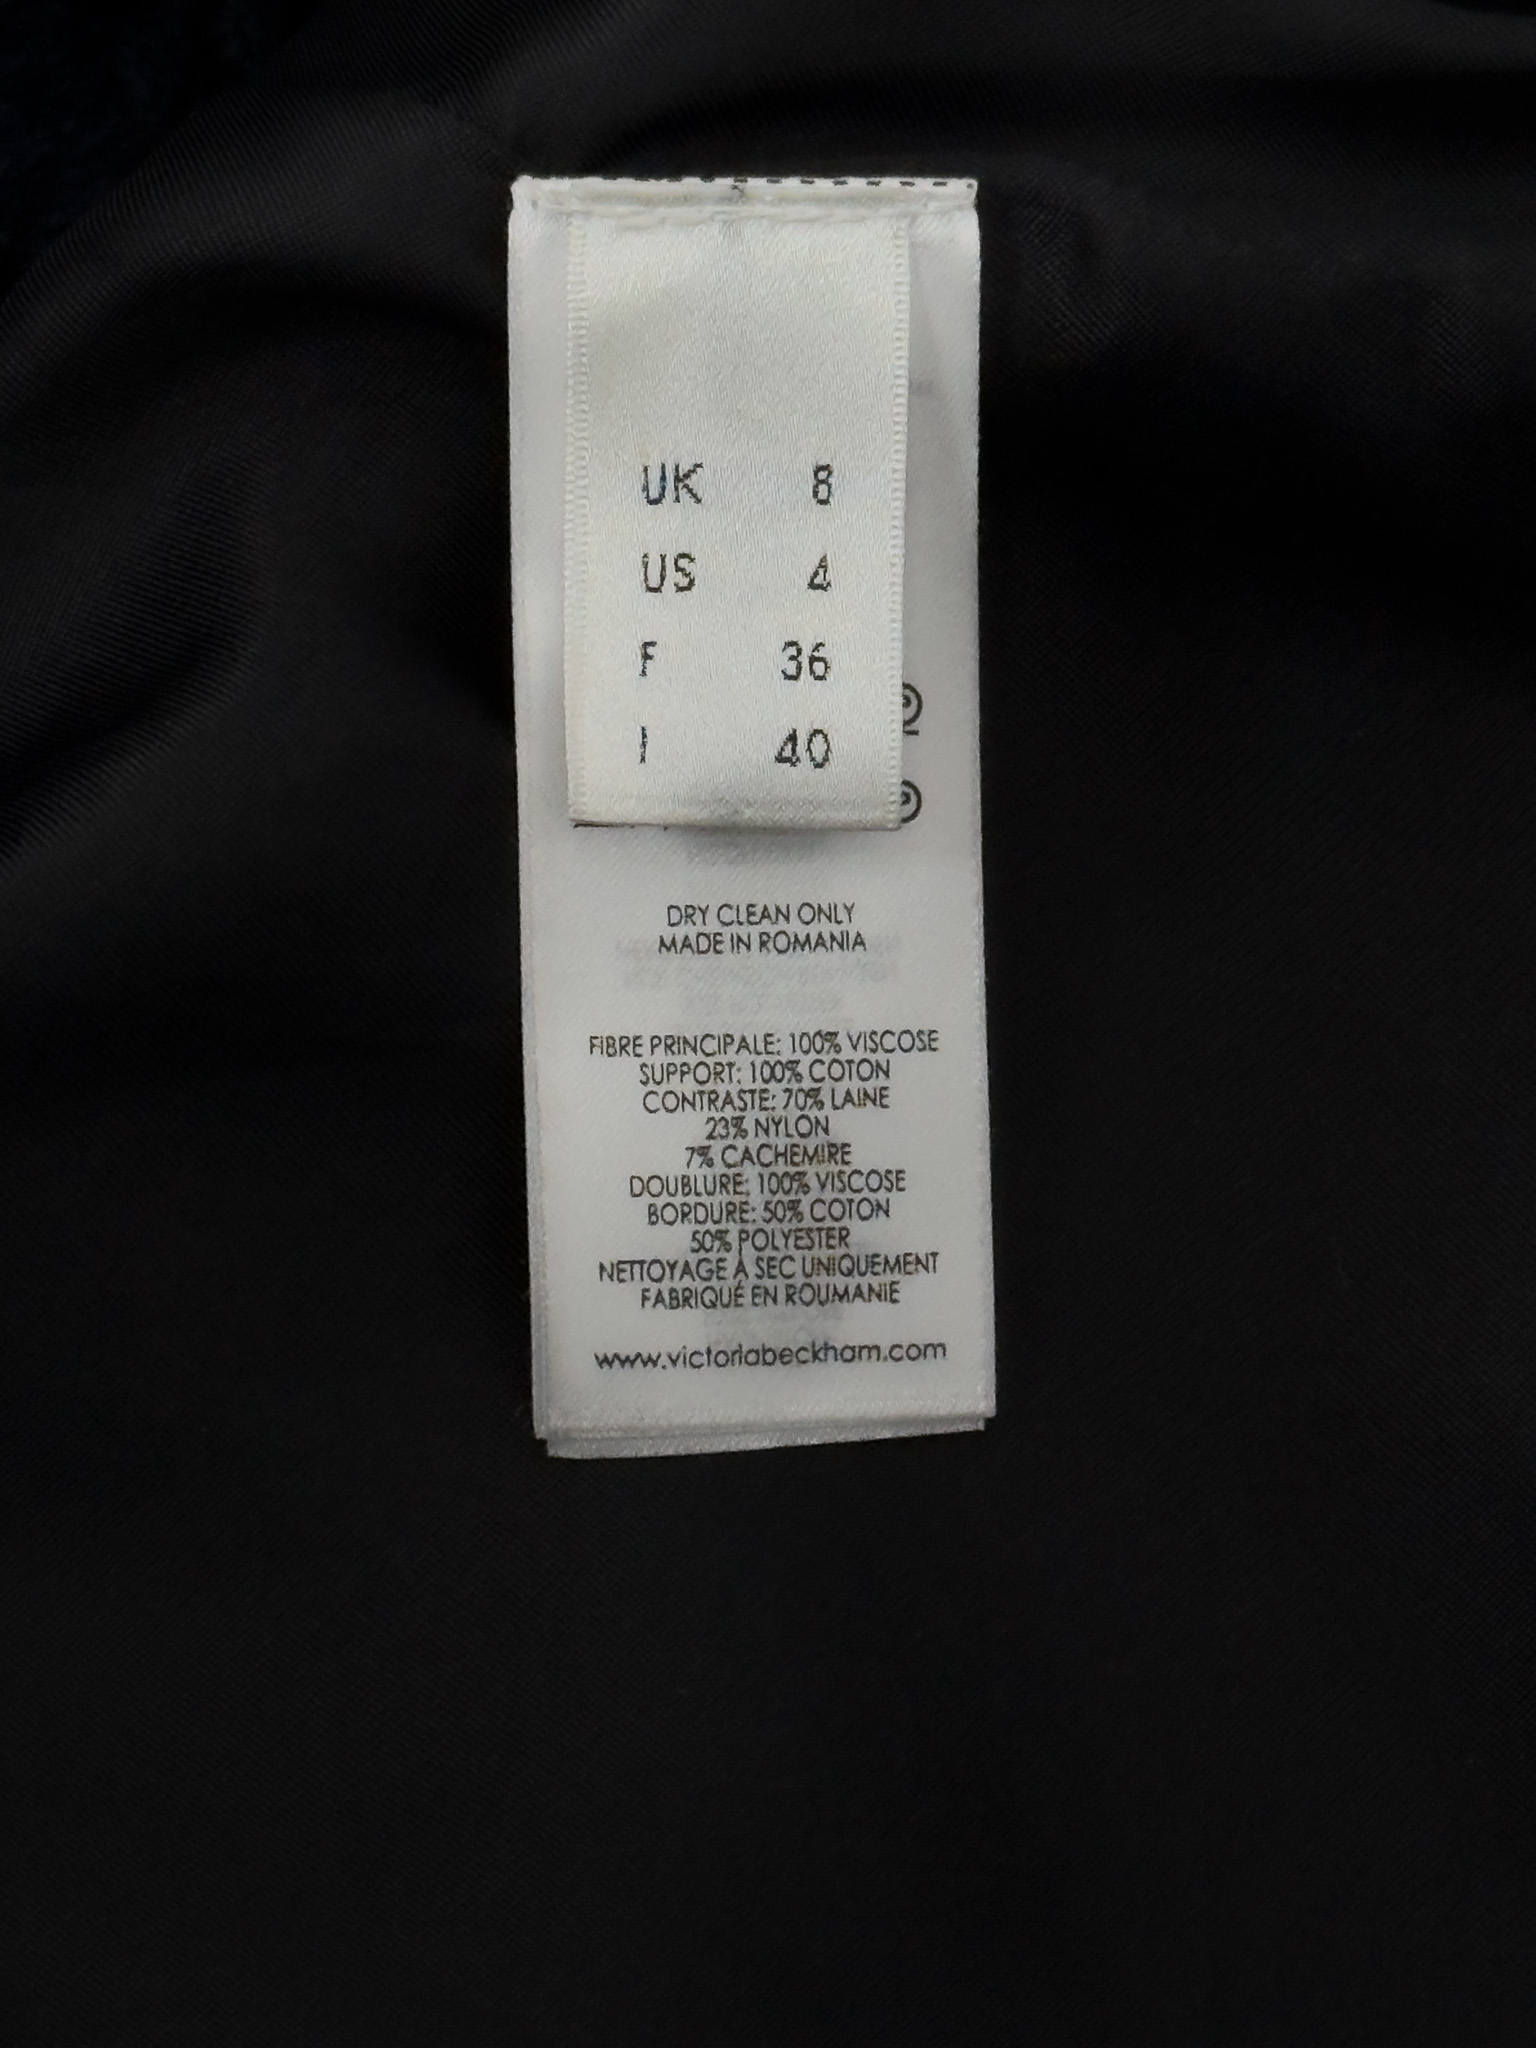 UK 8
US 4
F 36
I 40
DRY CLEAN ONLY
MADE IN ROMANIA
FIBRE PRINCIPALE: 100% VISCOSE
SUPPORT: 100% COTON
CONTRASTE: 70% LAINE
23% NYLON
7% CACHEMIRE
DOUBLURE: 100% VISCOSE
BORDURE: 50% COTON
50% POLYESTER
NETTOYAGE À SEC UNIQUEMENT
FABRIQUÉ EN ROUMANIE
www.victoriabeckham.com